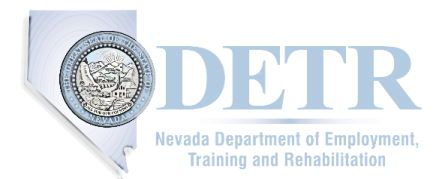 DETR
Nevada Department of Employment,
Training and Rehabilitation